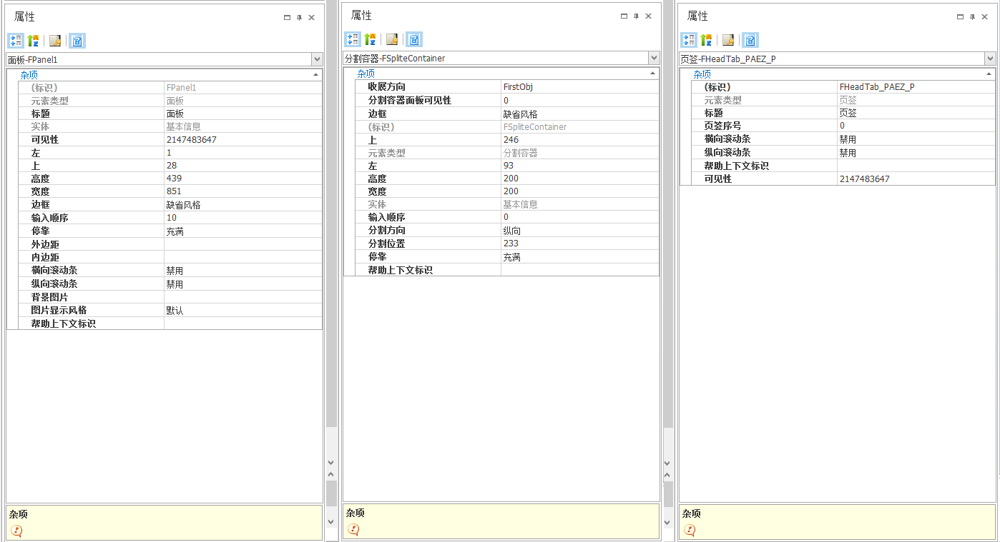 属性
面板-FPanel1
杂项
(标识) FPanel1
元素类型 面板
标题 面板
实体 基本信息
可见性 2147483647
左 1
上 28
高度 439
宽度 851
边框 缺省风格
输入顺序 10
停靠 充满
外边距
内边距
横向滚动条 禁用
纵向滚动条 禁用
背景图片
图片显示风格 默认
帮助上下文标识
杂项
属性
分割容器-FSpliteContainer
杂项
收展方向 FirstObj
分割容器面板可见性 0
边框 缺省风格
(标识) FSpliteContainer
上 246
元素类型 分割容器
左 93
高度 200
宽度 200
实体 基本信息
输入顺序 0
分割方向 纵向
分割位置 233
停靠 充满
帮助上下文标识
杂项
属性
页签-FHeadTab_PAEZ_P
杂项
(标识) FHeadTab_PAEZ_P
元素类型 页签
标题 页签
页签序号 0
横向滚动条 禁用
纵向滚动条 禁用
帮助上下文标识
可见性 2147483647
杂项